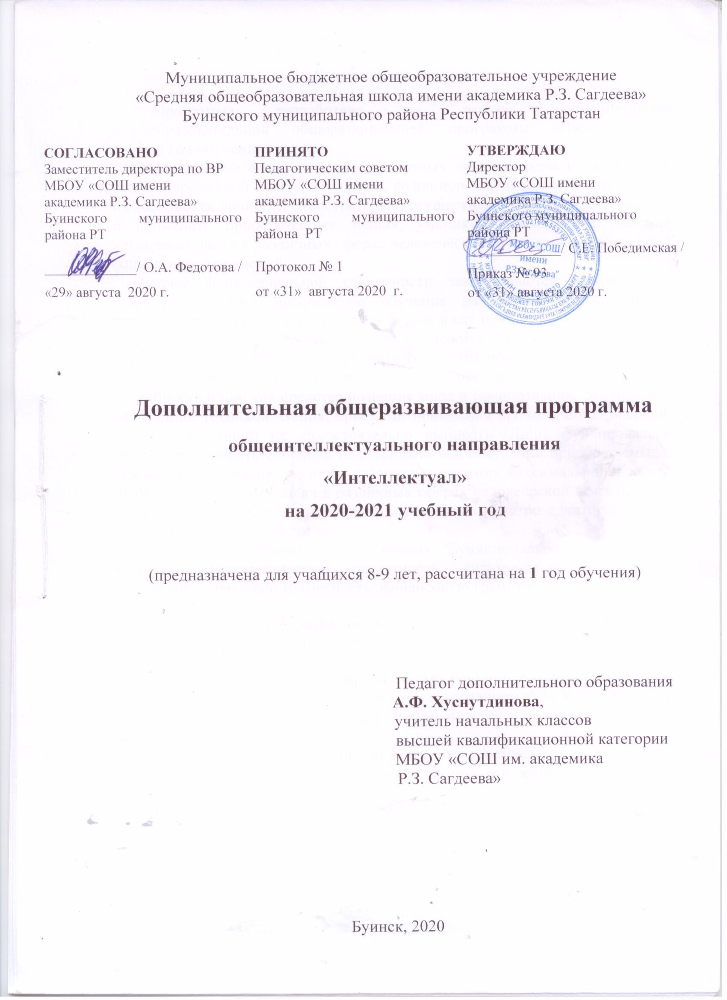 Муниципальное бюджетное общеобразовательное учреждение
«Средняя общеобразовательная школа имени академика Р.З. Сагдеева»
Буинского муниципального района Республики Татарстан
СОГЛАСОВАНО
Заместитель директора по ВР
МБОУ «СОШ имени
академика Р.З. Сагдеева»
Буинского муниципального
района РТ
/ О.А. Федотова /
«29» августа 2020 г.
ПРИНЯТО
Педагогическим советом
МБОУ «СОШ имени
академика Р.З. Сагдеева»
Буинского муниципального
района РТ
Протокол № 1
от «31» августа 2020 г.
УТВЕРЖДАЮ
Директор
МБОУ «СОШ имени
академика Р.З. Сагдеева»
Буинского муниципального
района РТ
/ С.Е. Победимская /
Приказ № 93
от «31» августа 2020 г.
МБОУ "СОШ
имени
Р.З.Сагдеева"
Дополнительная общеразвивающая программа
общеинтеллектуального направления
«Интеллектуал»
на 2020-2021 учебный год
(предназначена для учащихся 8-9 лет, рассчитана на 1 год обучения)
Педагог дополнительного образования
А.Ф. Хуснутдинова,
учитель начальных классов
высшей квалификационной категории
МБОУ «СОШ им. академика
Р.З. Сагдеева»
Буинск, 2020